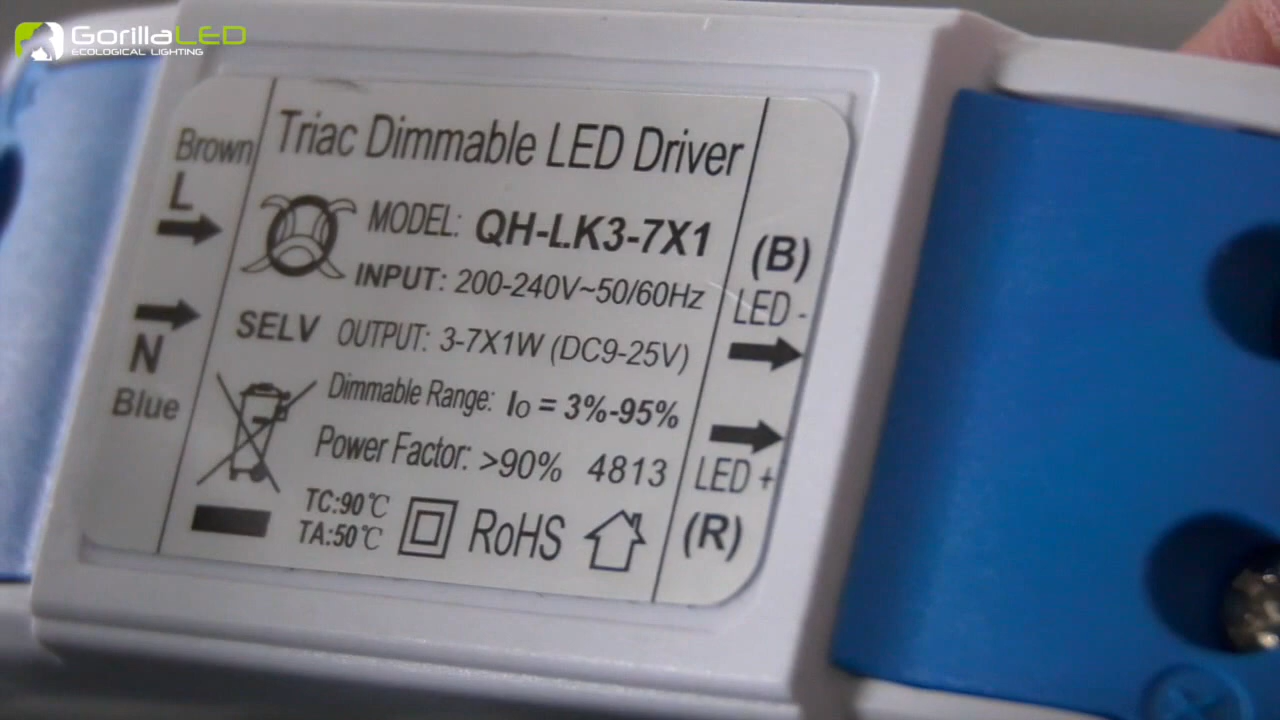 GorillaLED
ECOLOGICAL LIGHTING
Brown
L
N
Blue
Triac Dimmable LED Driver
MODEL: QH-LK3-7X1
INPUT: 200-240V~50/60Hz
SELV OUTPUT: 3-7X1W (DC9-25V)
Dimmable Range: Io = 3%-95%
Power Factor: >90% 4813
TC:90℃
TA:50℃
RoHS
(B)
LED -
LED +
(R)